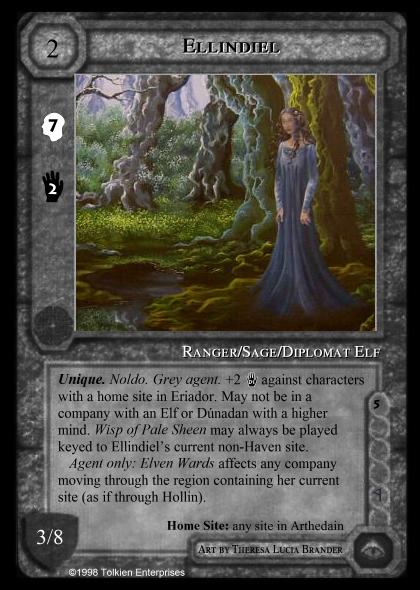 2
Ellindiel
7
2
Ranger/Sage/Diplomat Elf
Unique. Noldo. Grey agent. +2 against characters
with a home site in Eriador. May not be in a
company with an Elf or Dúnadan with a higher
mind. Wisp of Pale Sheen may always be played
keyed to Ellindiel's current non-Haven site.
Agent only: Elven Wards affects any company
moving through the region containing her current
site (as if through Hollin).
5
Home Site: any site in Arthedain
3/8
Art by Theresa Lucia Brander
©1998 Tolkien Enterprises